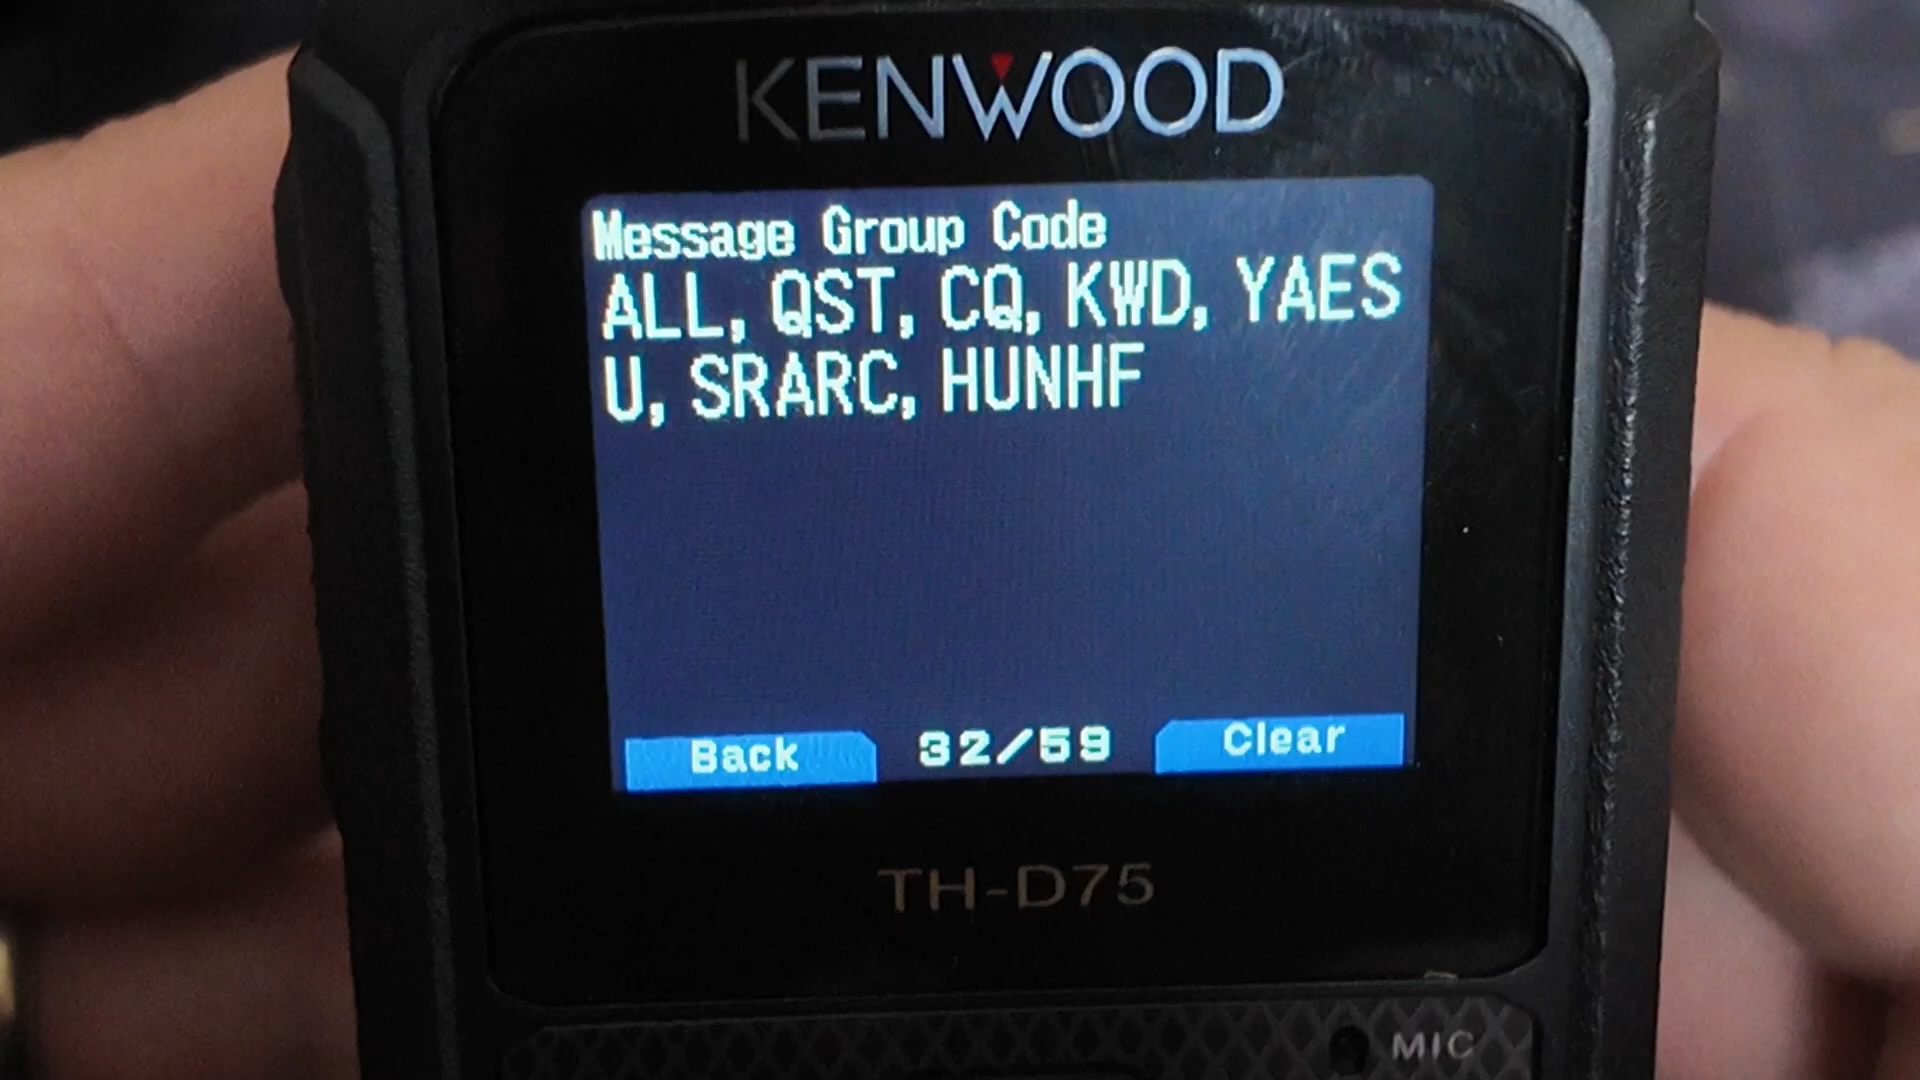 KENWOOD
Message Group Code
ALL,QST,CQ,KWD,YAES
U,SRARC,HUNHF
Back 32/59 Clear
TH-D75
MIC